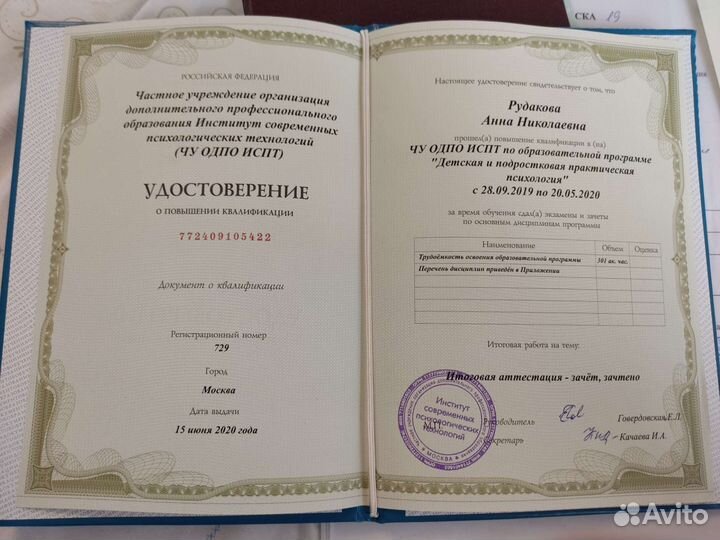 СКА 19
РОССИЙСКАЯ ФЕДЕРАЦИЯ
Частное учреждение организация
дополнительного профессионального
образования Институт современных
психологических технологий
(ЧУ ОДПО ИСПТ)
УДОСТОВЕРЕНИЕ
О ПОВЫШЕНИИ КВАЛИФИКАЦИИ
772409105422
Документ о квалификации
Регистрационный номер
729
Город
Москва
Дата выдачи
15 июня 2020 года
Настоящее удостоверение свидетельствует о том, что
Рудакова
Анна Николаевна
прошел(а) повышение квалификации в (на)
ЧУ ОДПО ИСПТ по образовательной программе
"Детская и подростковая практическая
психология"
с 28.09.2019 по 20.05.2020
за время обучения сдал(а) экзамены и зачеты
по основным дисциплинам программы
Наименование Объем Оценка
Трудоёмкость освоения образовательной программы 301 ак. час.
Перечень дисциплин приведён в Приложении
Итоговая работа на тему:
Итоговая аттестация - зачёт, зачтено
Институт
современных
психологических
технологий
МОСКВА
М.П.
Руководитель Говердовская Е.Л
Секретарь Качаева И.А.
Avito